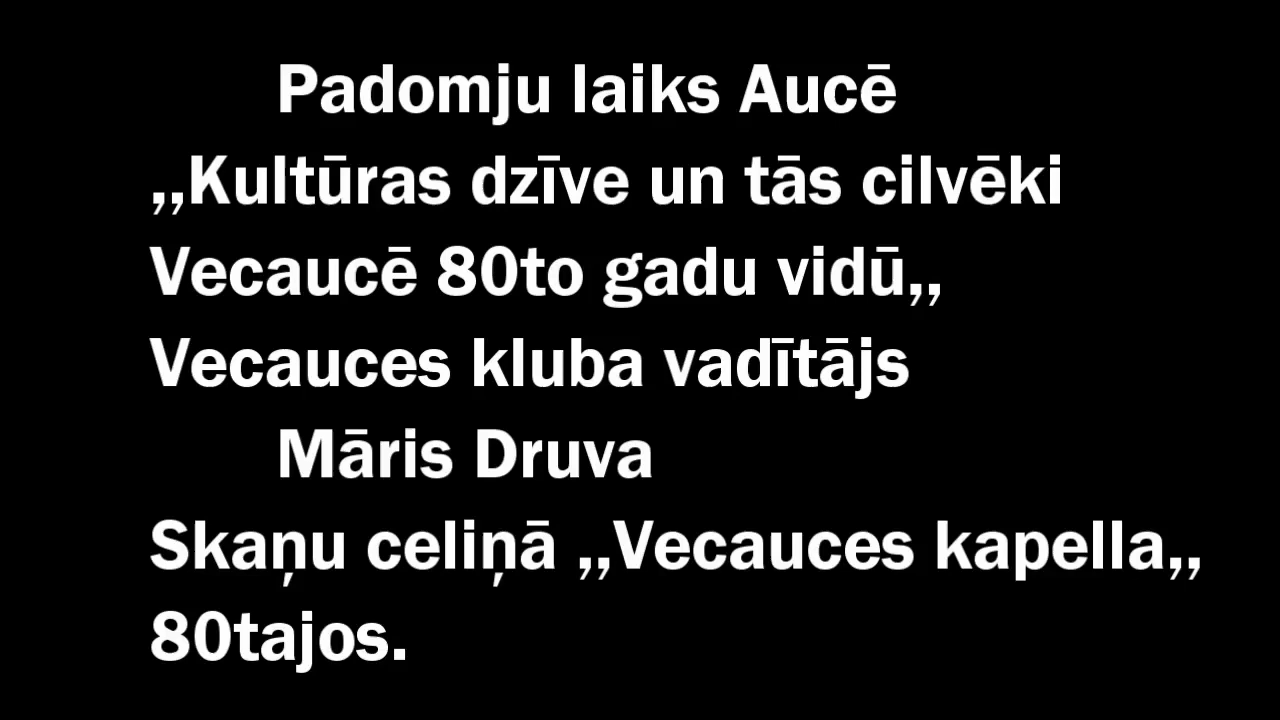 Padomju laiks Aucē
,,Kultūras dzīve un tās cilvēki
Vecaucē 80to gadu vidū,,
Vecauces kluba vadītājs
Māris Druva
Skaņu celiņā ,,Vecauces kapella,,
80tajos.